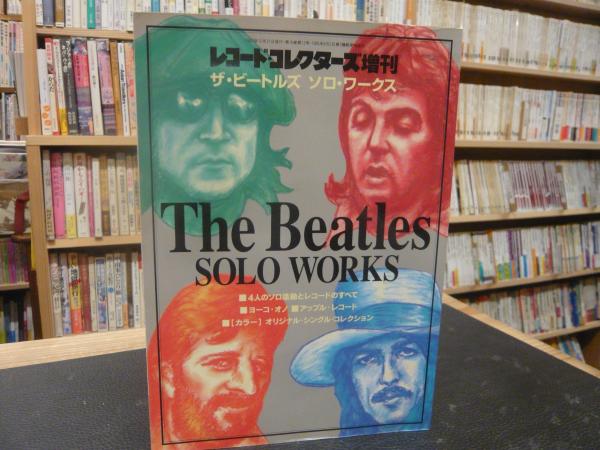 レコード・コレクターズ増刊
ザ・ビートルズ ソロ・ワークス
The Beatles
SOLO WORKS
■4人のソロ活動とレコードのすべて
■ヨーコ・オノ ■アップル・レコード
■[カラー] オリジナル・シングル・コレクション